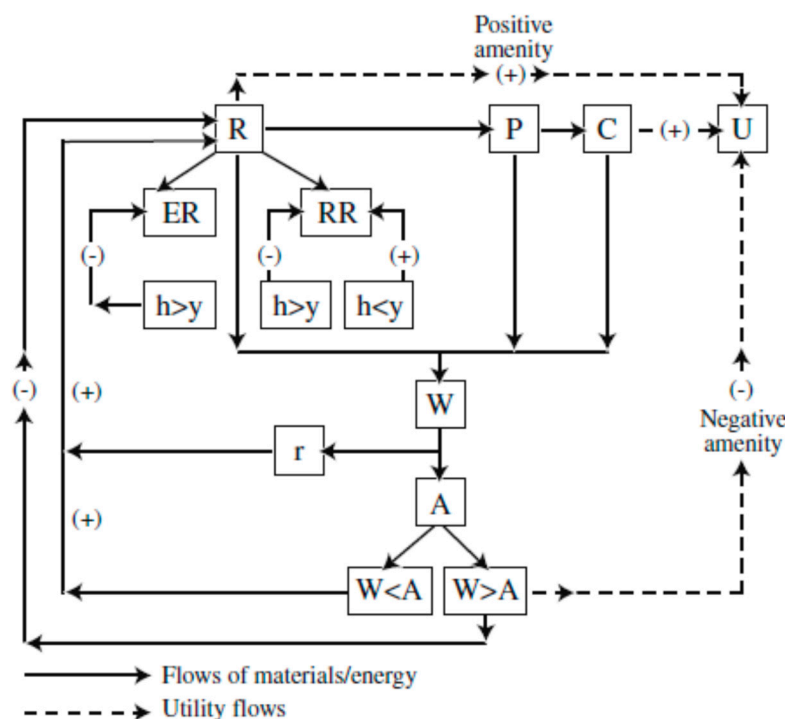 Positive
amenity
(+)
R
P
C
(+)
U
ER
RR
(-)
(-)
(+)
h>y
h>y
h<y
(-)
(+)
W
(-)
Negative
amenity
r
A
(+)
W<A
W>A
Flows of materials/energy
Utility flows